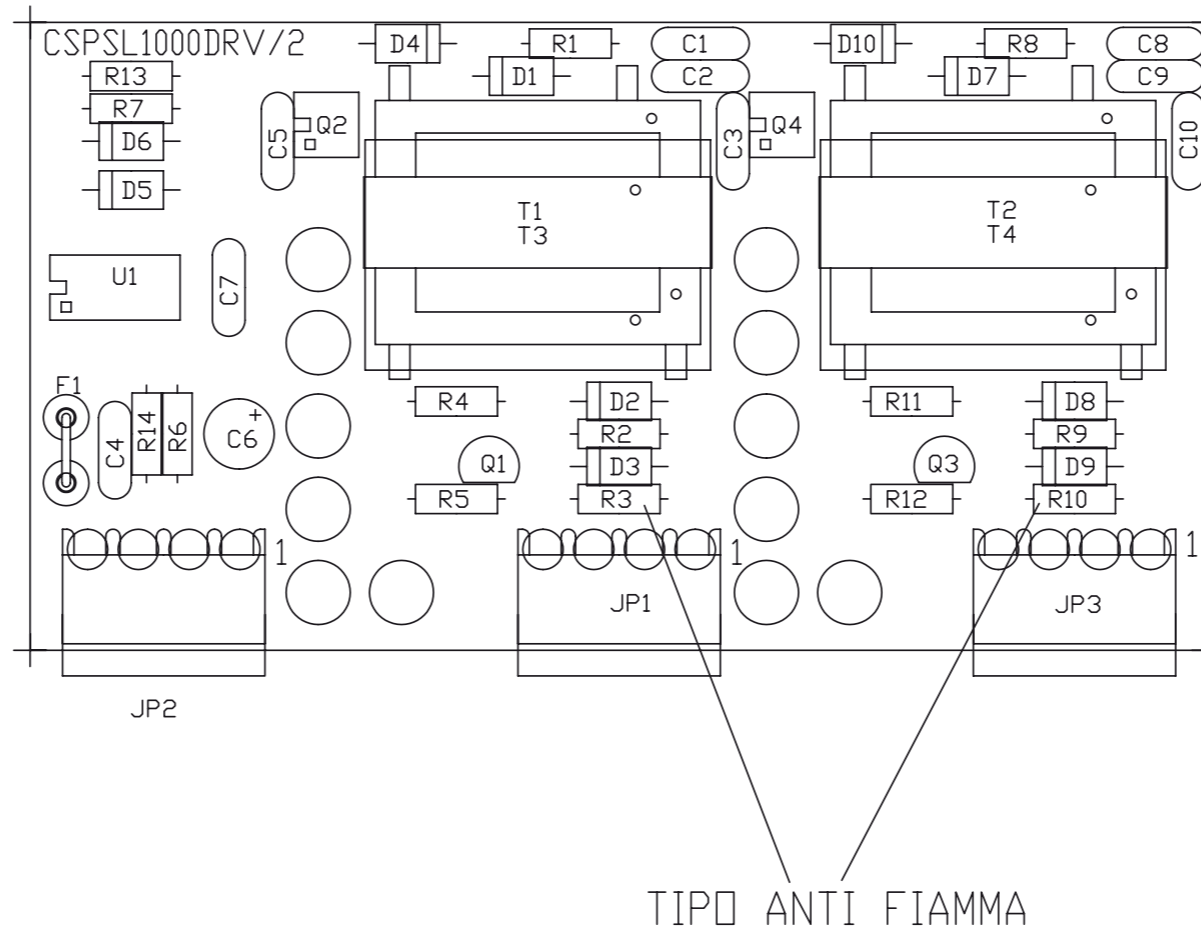 CSPSL1000DRV/2
D4
R1
C1
D10
R8
C8
R13
D1
C2
D7
C9
R7
C5
Q2
C3
Q4
C10
D6
D5
T1
T3
T2
T4
U1
C7
F1
R4
D2
R11
D8
C4
R14
R6
+
C6
R2
R9
Q1
D3
Q3
D9
R5
R3
R12
R10
1
1
1
JP1
JP3
JP2
TIPO ANTI FIAMMA